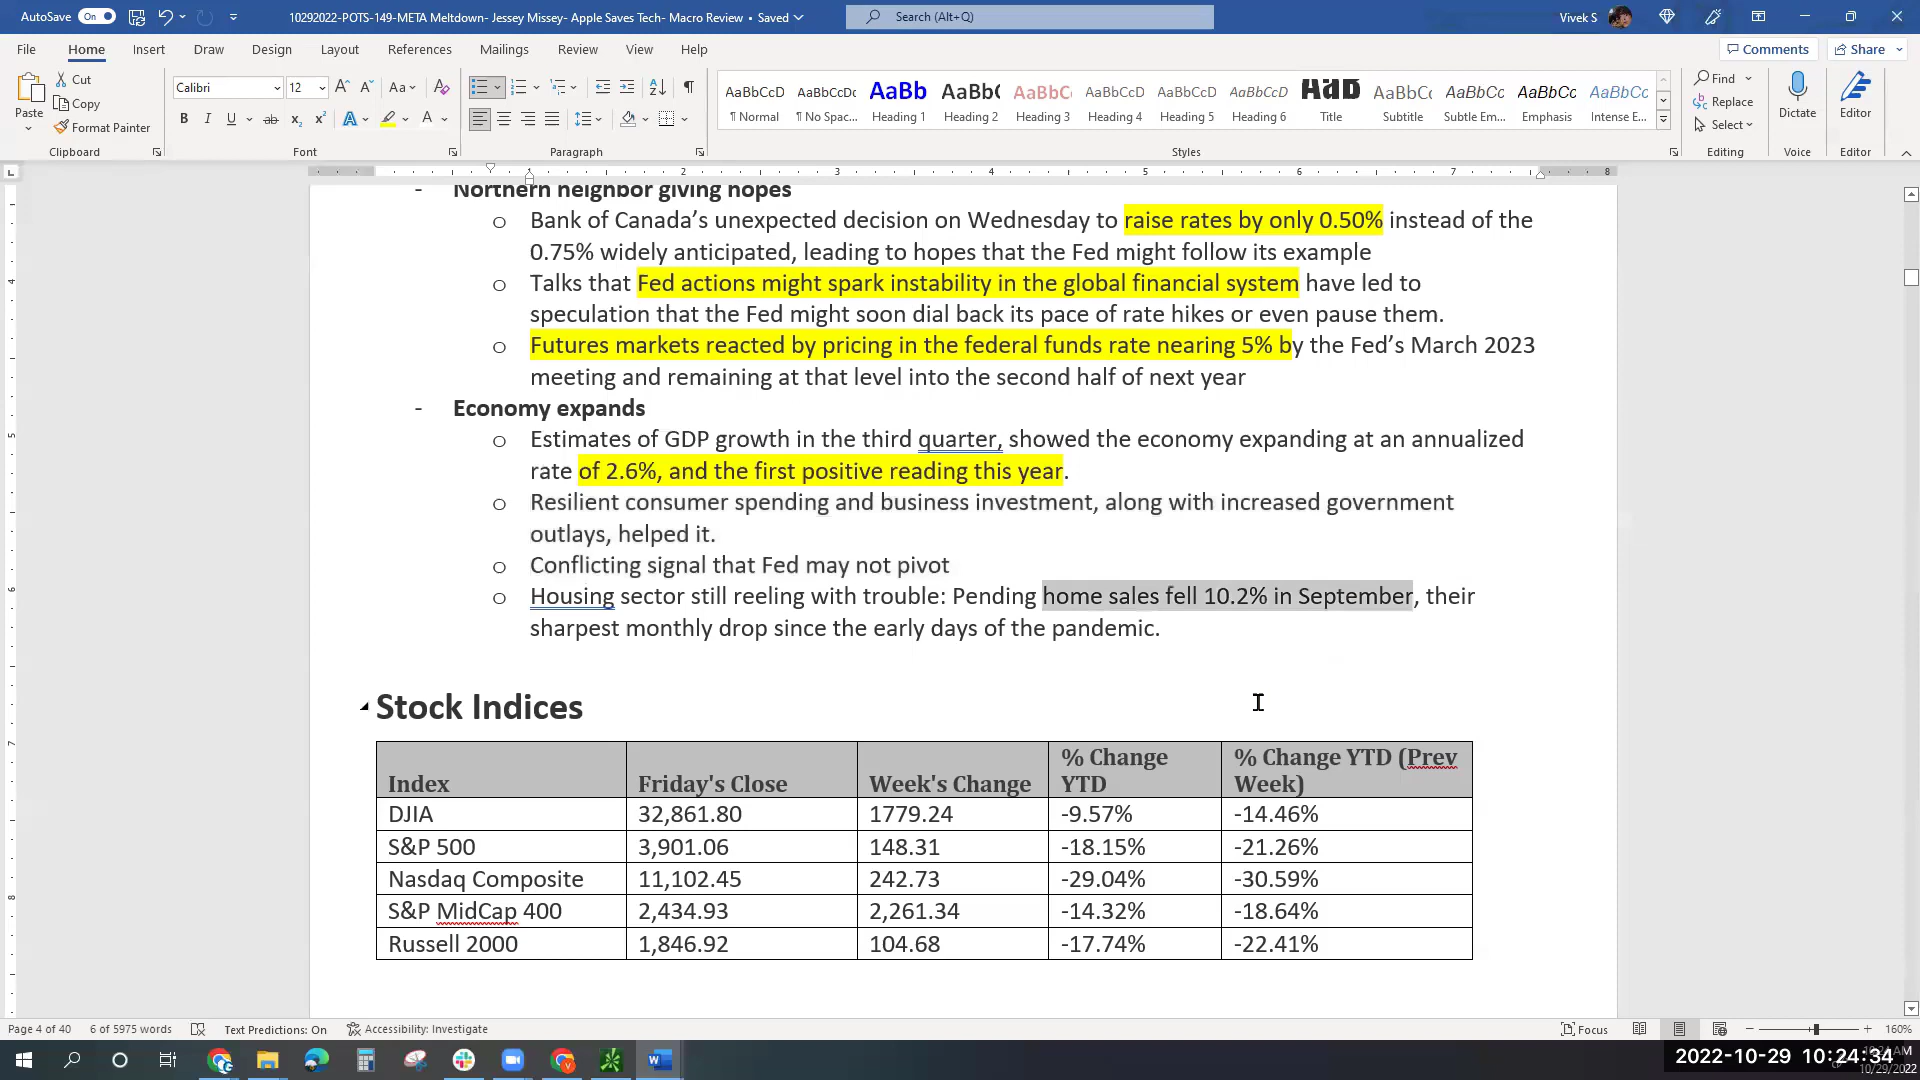 AutoSave On 10292022-POTS-149-META Meltdown- Jessey Missey- Apple Saves Tech- Macro Review • Saved Search (Alt+Q) Vivek S
File Home Insert Draw Design Layout References Mailings Review View Help Comments Share
Paste Cut Copy Format Painter
Clipboard
Calibri 12
Font
Paragraph
AaBbCcD ¶ Normal
AaBbCcDc ¶ No Spac...
AaBb Heading 1
AaBbC Heading 2
AaBbCc Heading 3
AaBbCcD Heading 4
AaBbCcD Heading 5
AaBbCcD Heading 6
AaB Title
AaBbCcD Subtitle
AaBbCc Subtle Em...
AaBbCc Emphasis
AaBbCc Intense E...
Styles
Find Replace Select
Editing
Dictate
Voice
Editor
Editor
- Northern neighbor giving hopes
o Bank of Canada’s unexpected decision on Wednesday to raise rates by only 0.50% instead of the
0.75% widely anticipated, leading to hopes that the Fed might follow its example
o Talks that Fed actions might spark instability in the global financial system have led to
speculation that the Fed might soon dial back its pace of rate hikes or even pause them.
o Futures markets reacted by pricing in the federal funds rate nearing 5% by the Fed’s March 2023
meeting and remaining at that level into the second half of next year
- Economy expands
o Estimates of GDP growth in the third quarter, showed the economy expanding at an annualized
rate of 2.6%, and the first positive reading this year.
o Resilient consumer spending and business investment, along with increased government
outlays, helped it.
o Conflicting signal that Fed may not pivot
o Housing sector still reeling with trouble: Pending home sales fell 10.2% in September, their
sharpest monthly drop since the early days of the pandemic.
Stock Indices
Index Friday's Close Week's Change % Change YTD % Change YTD (Prev Week)
DJIA 32,861.80 1779.24 -9.57% -14.46%
S&P 500 3,901.06 148.31 -18.15% -21.26%
Nasdaq Composite 11,102.45 242.73 -29.04% -30.59%
S&P MidCap 400 2,434.93 2,261.34 -14.32% -18.64%
Russell 2000 1,846.92 104.68 -17.74% -22.41%
Page 4 of 40 6 of 5975 words Text Predictions: On Accessibility: Investigate Focus 160%
2022-10-29 10:24:34
10/29/2022